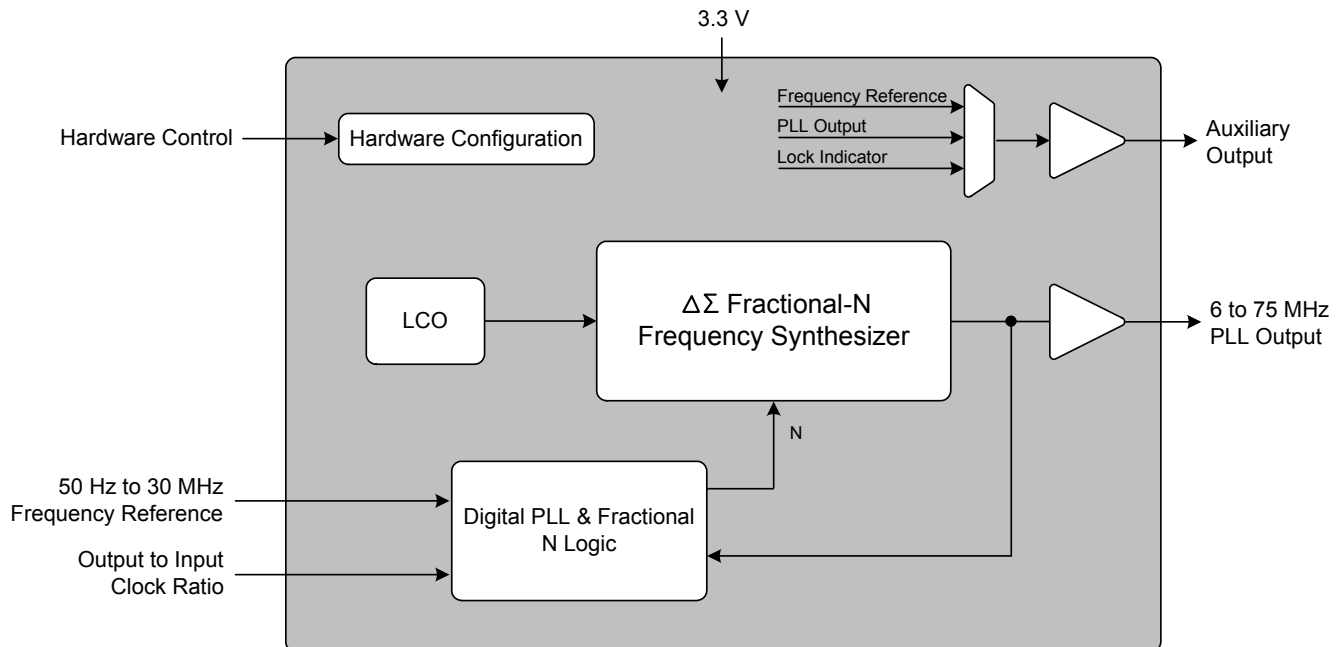 3.3 V
Hardware Control
Hardware Configuration
Frequency Reference
PLL Output
Lock Indicator
Auxiliary
Output
LCO
ΔΣ Fractional-N
Frequency Synthesizer
6 to 75 MHz
PLL Output
N
50 Hz to 30 MHz
Frequency Reference
Output to Input
Clock Ratio
Digital PLL & Fractional
N Logic